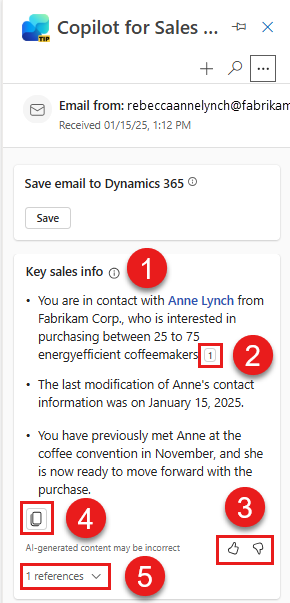 Copilot for Sales ...
TIP
Email from: rebeccaannelynch@fabrikam
Received 01/15/25, 1:12 PM
Save email to Dynamics 365
Save
Key sales info
1
• You are in contact with Anne Lynch from
Fabrikam Corp., who is interested in
purchasing between 25 to 75
energyefficient coffeemakers 1
2
• The last modification of Anne's contact
information was on January 15, 2025.
• You have previously met Anne at the
coffee convention in November, and she
is now ready to move forward with the
purchase.
4
3
AI-generated content may be incorrect
1 references
5